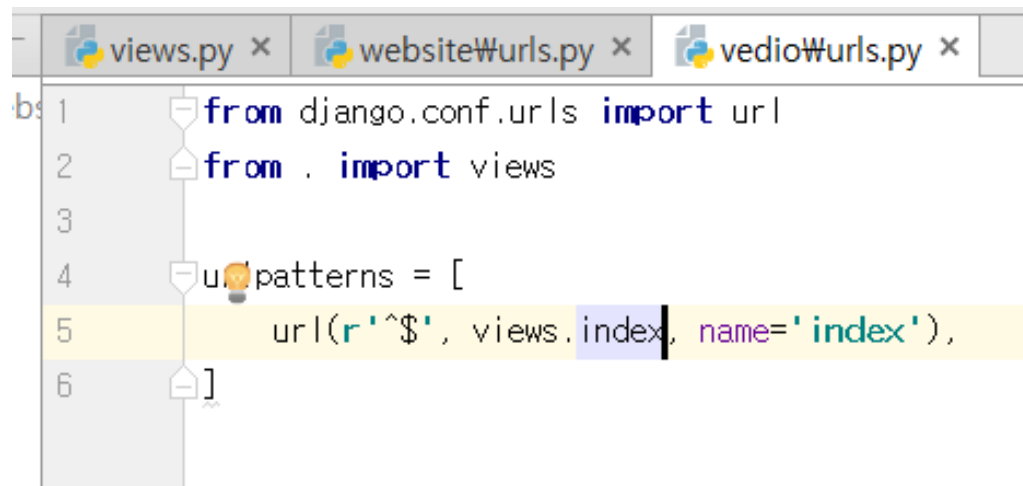 views.py × website₩urls.py × vedio₩urls.py ×
bs
1 from django.conf.urls import url
2 from . import views
3
4 urlpatterns = [
5     url(r'^$', views.index, name='index'),
6 ]